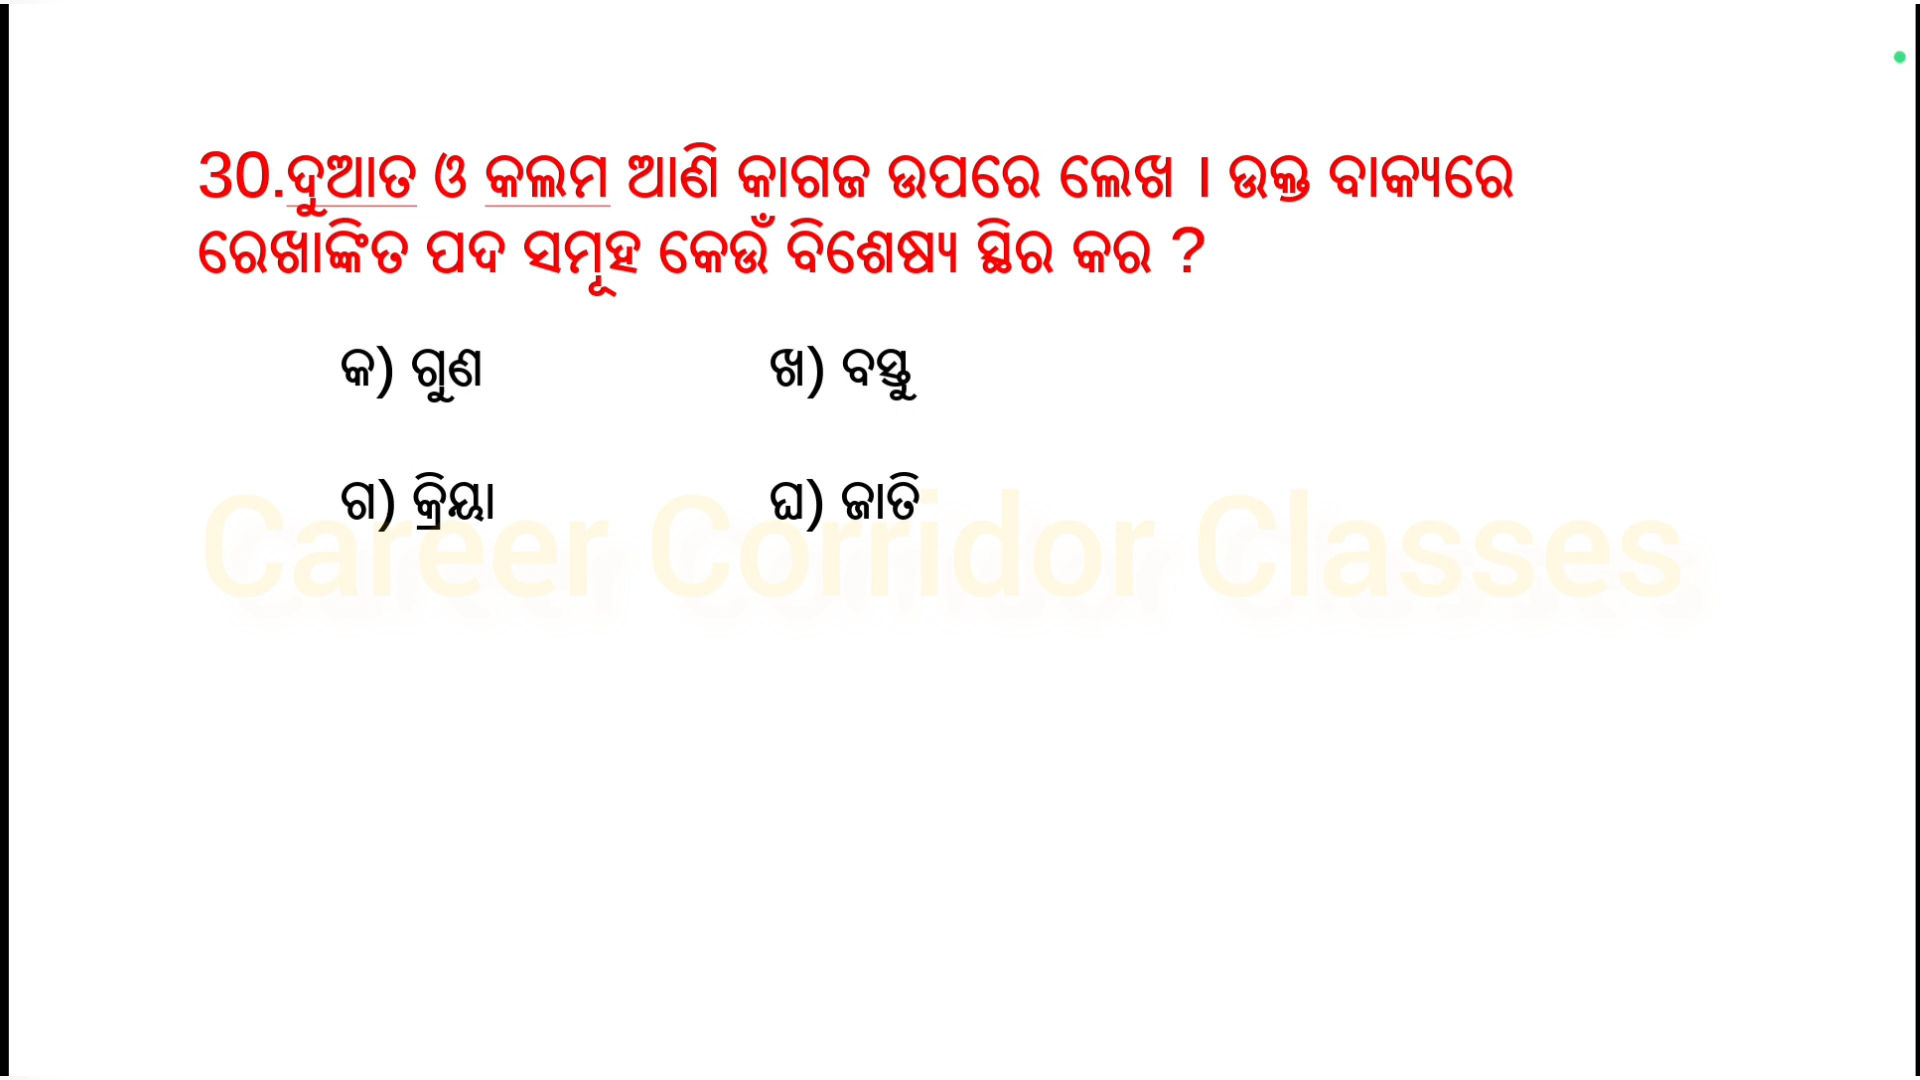 30.ଦୁଆତ ଓ କଲମ ଆଣି କାଗଜ ଉପରେ ଲେଖ । ଉକ୍ତ ବାକ୍ୟରେ
ରେଖାଙ୍କିତ ପଦ ସମୂହ କେଉଁ ବିଶେଷ୍ୟ ସ୍ଥିର କର ?
କ) ଗୁଣ ଖ) ବସ୍ତୁ
ଗ) କ୍ରିୟା ଘ) ଜାତି
Career Corridor Classes